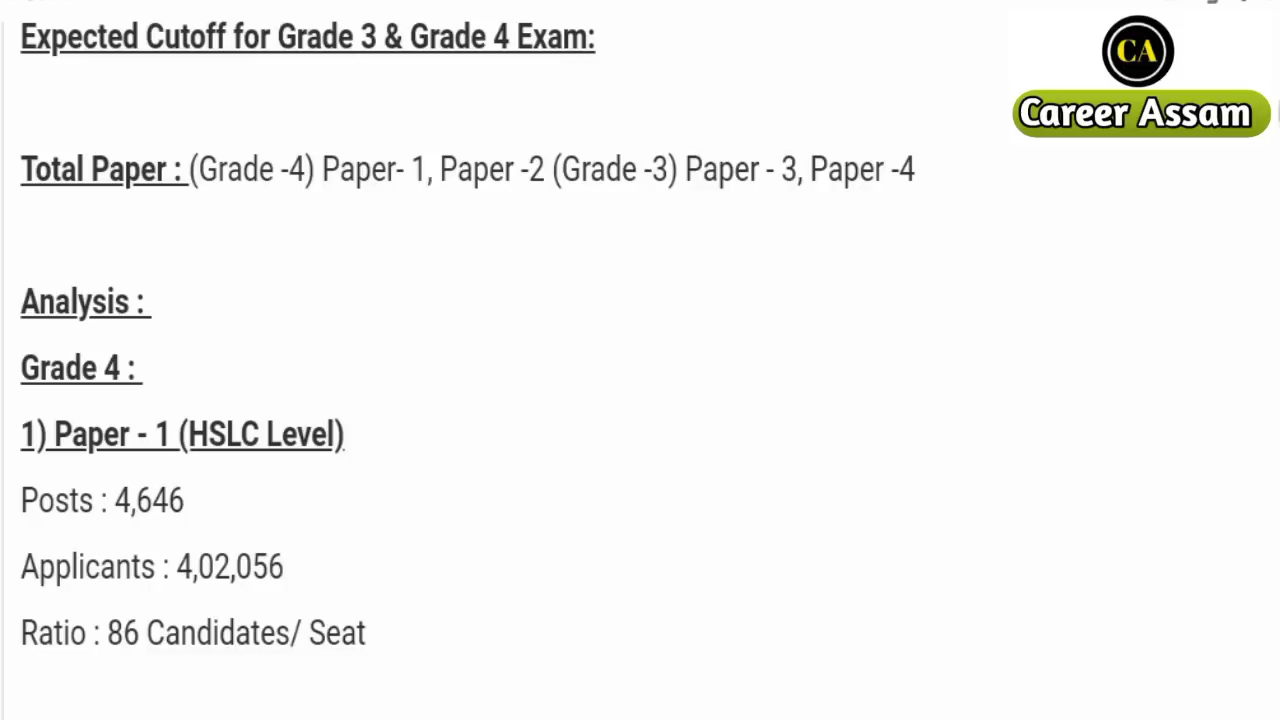 Expected Cutoff for Grade 3 & Grade 4 Exam:
CA
Career Assam
Total Paper : (Grade -4) Paper- 1, Paper -2 (Grade -3) Paper - 3, Paper -4
Analysis :
Grade 4 :
1) Paper - 1 (HSLC Level)
Posts : 4,646
Applicants : 4,02,056
Ratio : 86 Candidates/ Seat